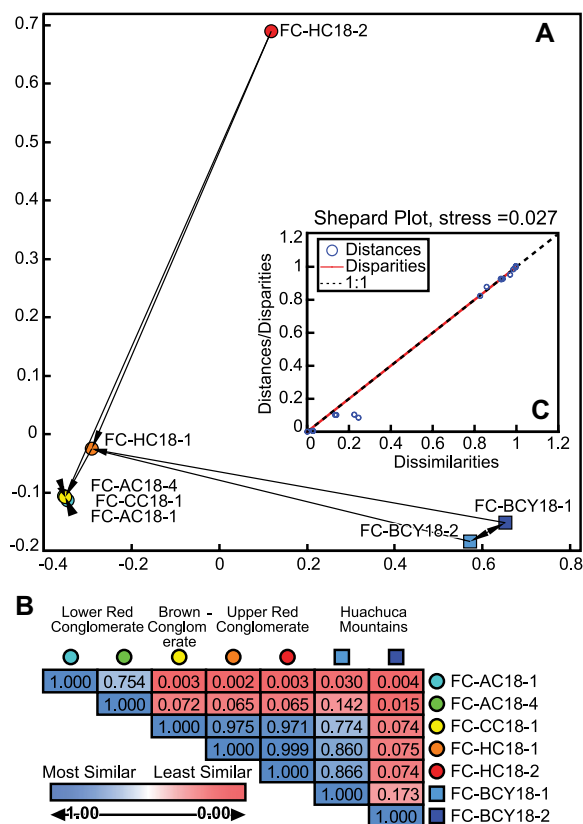 A
0.7
0.6
0.5
0.4
0.3
0.2
0.1
0
-0.1
-0.2
-0.4
-0.2
0
0.2
0.4
0.6
0.8
FC-HC18-2
FC-HC18-1
FC-AC18-4
FC-CC18-1
FC-AC18-1
FC-BCY18-1
FC-BCY18-2
Shepard Plot, stress =0.027
Distances
Disparities
1:1
Distances/Disparities
1.2
1.0
0.8
0.6
0.4
0.2
0
0 0.2 0.4 0.6 0.8 1.0 1.2
Dissimilarities
C
B
Lower Red Conglomerate
Brown - Conglom erate
Upper Red Conglomerate
Huachuca Mountains
1.000 0.754 0.003 0.002 0.003 0.030 0.004 FC-AC18-1
1.000 0.072 0.065 0.065 0.142 0.015 FC-AC18-4
1.000 0.975 0.971 0.774 0.074 FC-CC18-1
1.000 0.999 0.860 0.075 FC-HC18-1
1.000 0.866 0.074 FC-HC18-2
1.000 0.173 FC-BCY18-1
1.000 FC-BCY18-2
Most Similar Least Similar
1.00 0.00